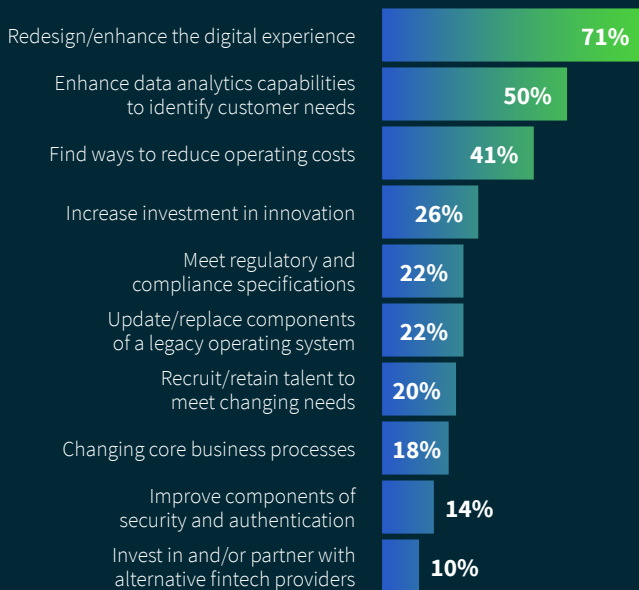 Redesign/enhance the digital experience
71%
Enhance data analytics capabilities
to identify customer needs
50%
Find ways to reduce operating costs
41%
Increase investment in innovation
26%
Meet regulatory and
compliance specifications
22%
Update/replace components
of a legacy operating system
22%
Recruit/retain talent to
meet changing needs
20%
Changing core business processes
18%
Improve components of
security and authentication
14%
Invest in and/or partner with
alternative fintech providers
10%